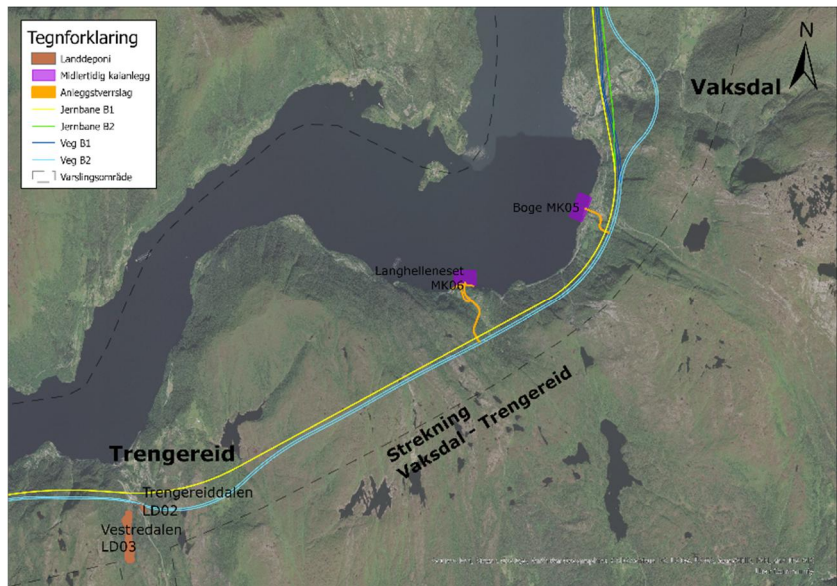 Tegnforklaring
Landdeponi
Midlertidig kaianlegg
Anleggstverrslag
Jernbane B1
Jernbane B2
Veg B1
Veg B2
Varslingsområde
N
Vaksdal
Boge MK05
Langhelleneset
MK06
Strekning
Vaksdal - Trengereid
Trengereid
Trengereiddalen
LD02
Vestredalen
LD03